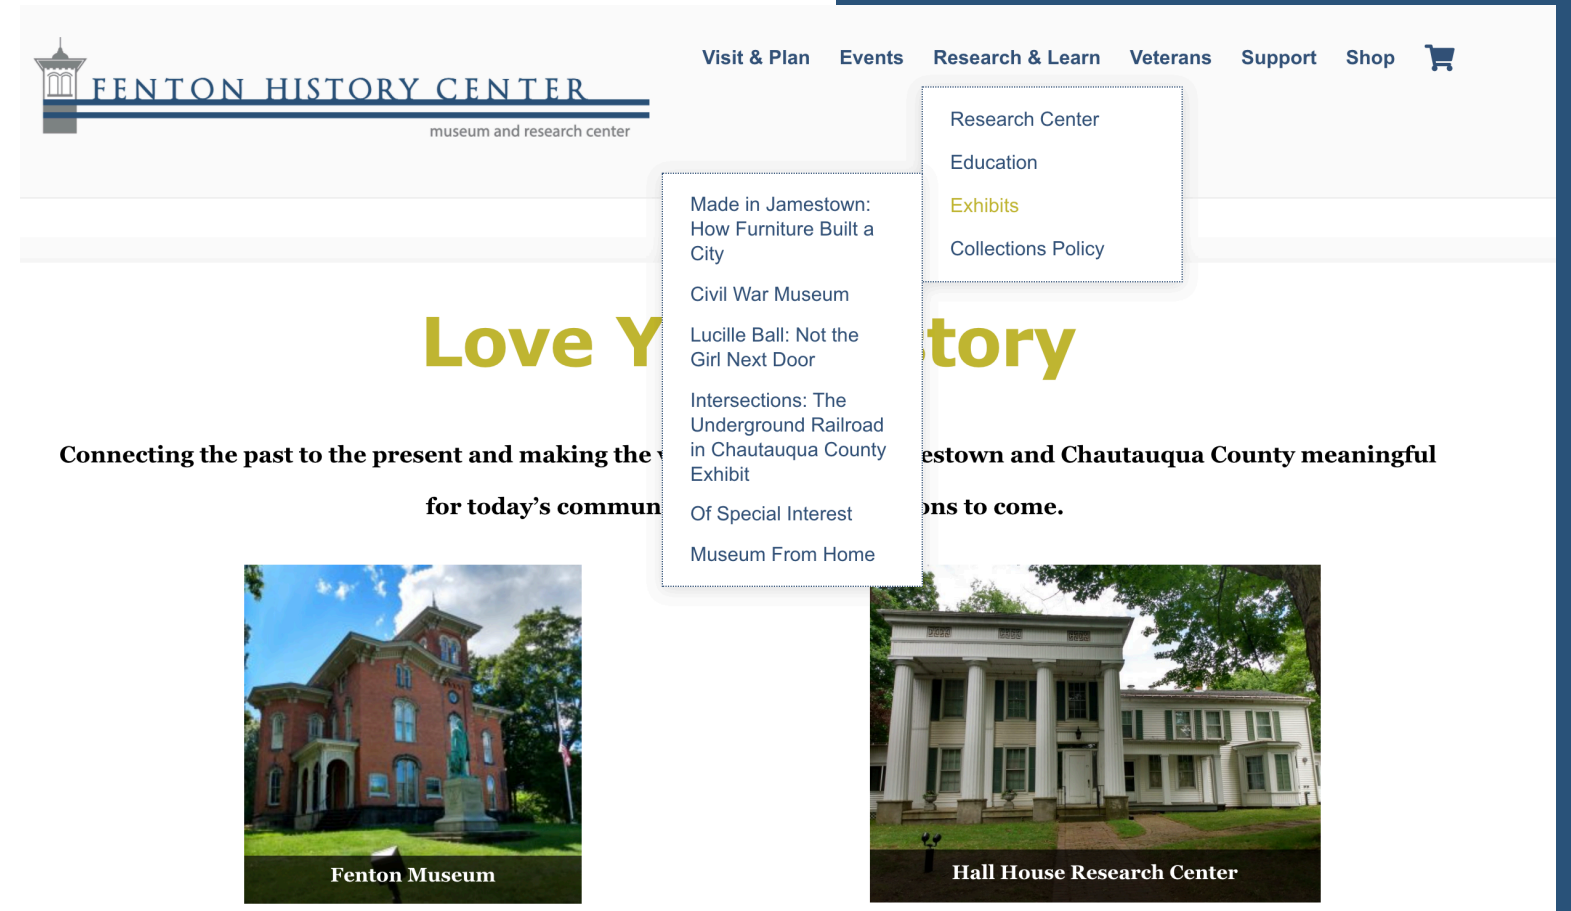 FENTON HISTORY CENTER
museum and research center
Visit & Plan Events Research & Learn Veterans Support Shop
Research Center
Education
Exhibits
Collections Policy
Made in Jamestown:
How Furniture Built a
City
Civil War Museum
Lucille Ball: Not the
Girl Next Door
Intersections: The
Underground Railroad
in Chautauqua County
Exhibit
Of Special Interest
Museum From Home
Love
Connecting the past to the present and making the and Chautauqua County meaningful
for today's to come.
Fenton Museum
Hall House Research Center